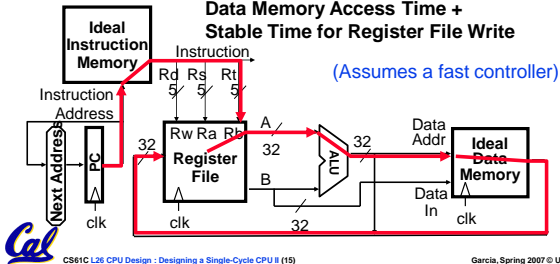 Data Memory Access Time +
Stable Time for Register File Write
(Assumes a fast controller)
Ideal
Instruction
Memory
Instruction
Rd Rs Rt
5 5 5
Instruction
Address
Next Address
PC
clk
32
Rw Ra Rb
Register
File
clk
A
32
B
32
ALU
32
Data
Addr
Ideal
Data
Memory
Data
In
clk
Cal
CS61C L26 CPU Design : Designing a Single-Cycle CPU II (15)
Garcia, Spring 2007 ©